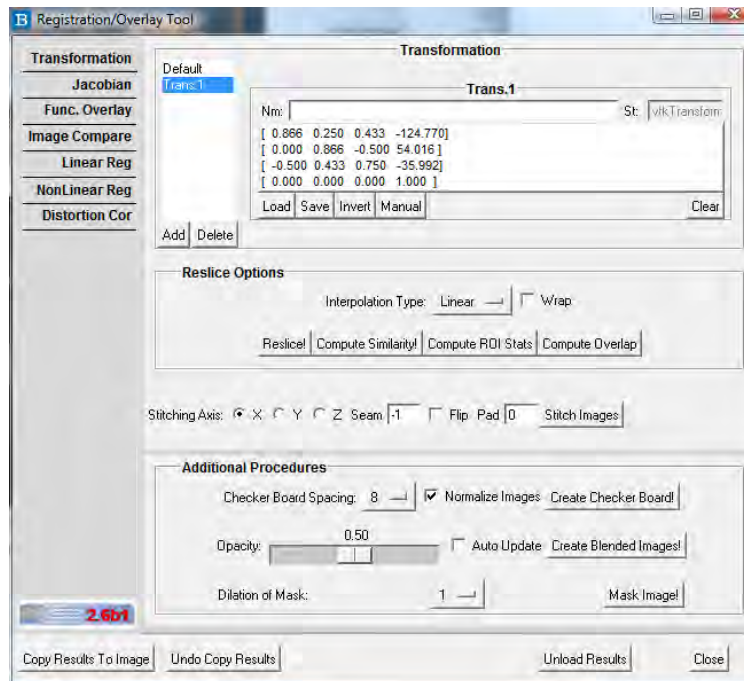 B Registration/Overlay Tool
Transformation
Jacobian
Func. Overlay
Image Compare
Linear Reg
NonLinear Reg
Distortion Cor
2.6b1
Transformation
Default
Trans.1
Trans.1
Nm: St: vtkTransform
[ 0.866 0.250 0.433 -124.770]
[ 0.000 0.866 -0.500 54.016 ]
[ -0.500 0.433 0.750 -35.992]
[ 0.000 0.000 0.000 1.000 ]
Load Save Invert Manual Clear
Add Delete
Reslice Options
Interpolation Type: Linear Wrap
Reslice! Compute Similarity! Compute ROI Stats Compute Overlap
Stitching Axis: X Y Z Seam -1 Flip Pad 0 Stitch Images
Additional Procedures
Checker Board Spacing: 8 Normalize Images Create Checker Board!
0.50
Opacity: Auto Update Create Blended Images!
Dilation of Mask: 1 Mask Image!
Copy Results To Image Undo Copy Results Unload Results Close